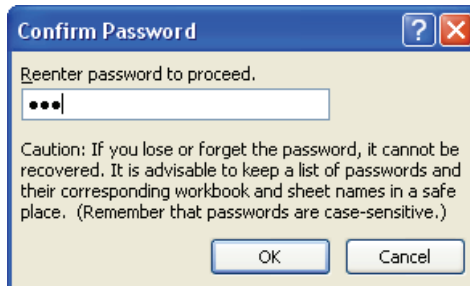 Confirm Password
Reenter password to proceed.
•••
Caution: If you lose or forget the password, it cannot be
recovered. It is advisable to keep a list of passwords and
their corresponding workbook and sheet names in a safe
place.  (Remember that passwords are case-sensitive.)
OK Cancel